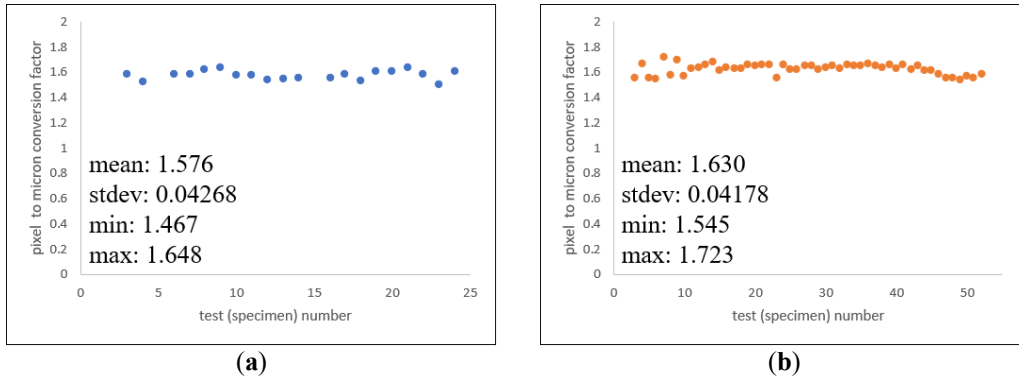 2
1.8
1.6
1.4
1.2
1
0.8
0.6
0.4
0.2
0
pixel to micron conversion factor
mean: 1.576
stdev: 0.04268
min: 1.467
max: 1.648
0 5 10 15 20 25
test (specimen) number
(a)
2
1.8
1.6
1.4
1.2
1
0.8
0.6
0.4
0.2
0
pixel to micron conversion factor
mean: 1.630
stdev: 0.04178
min: 1.545
max: 1.723
0 10 20 30 40 50
test (specimen) number
(b)